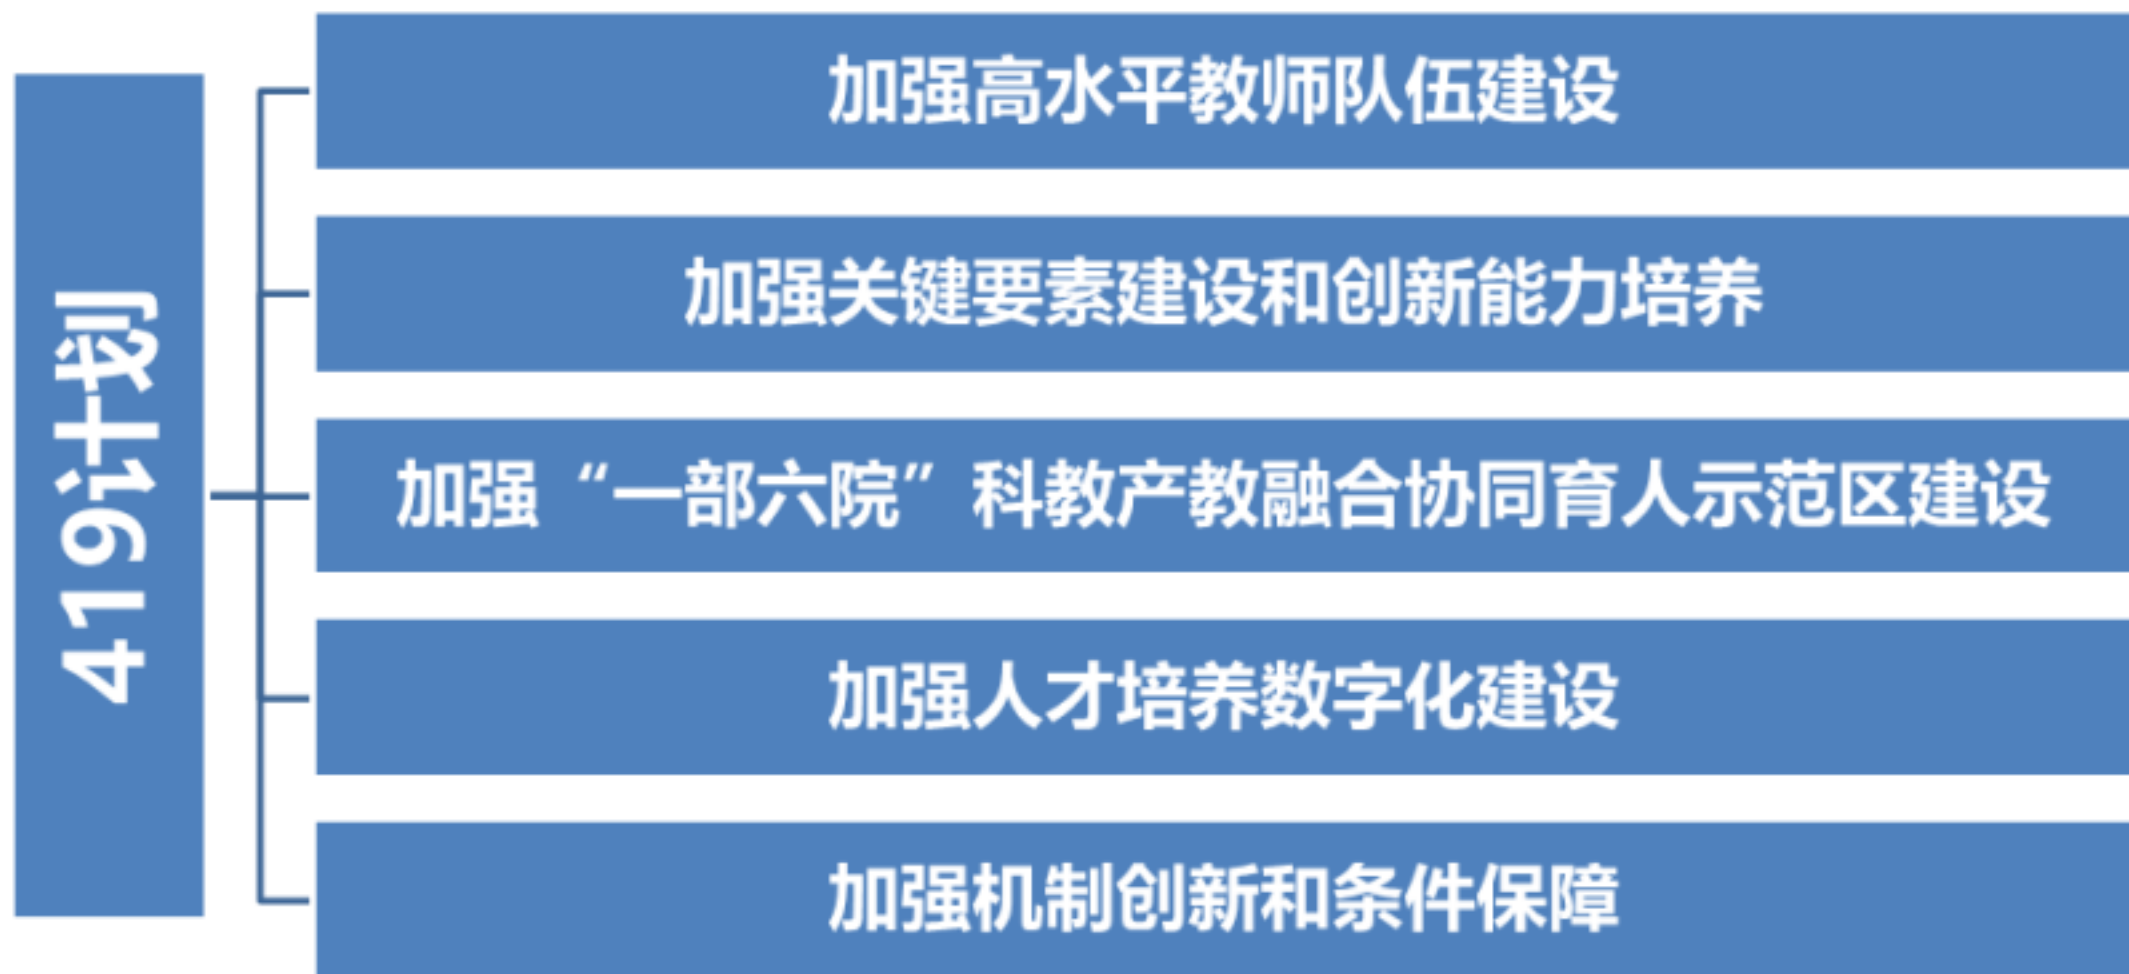 419计划
加强高水平教师队伍建设
加强关键要素建设和创新能力培养
加强“一部六院”科教产教融合协同育人示范区建设
加强人才培养数字化建设
加强机制创新和条件保障